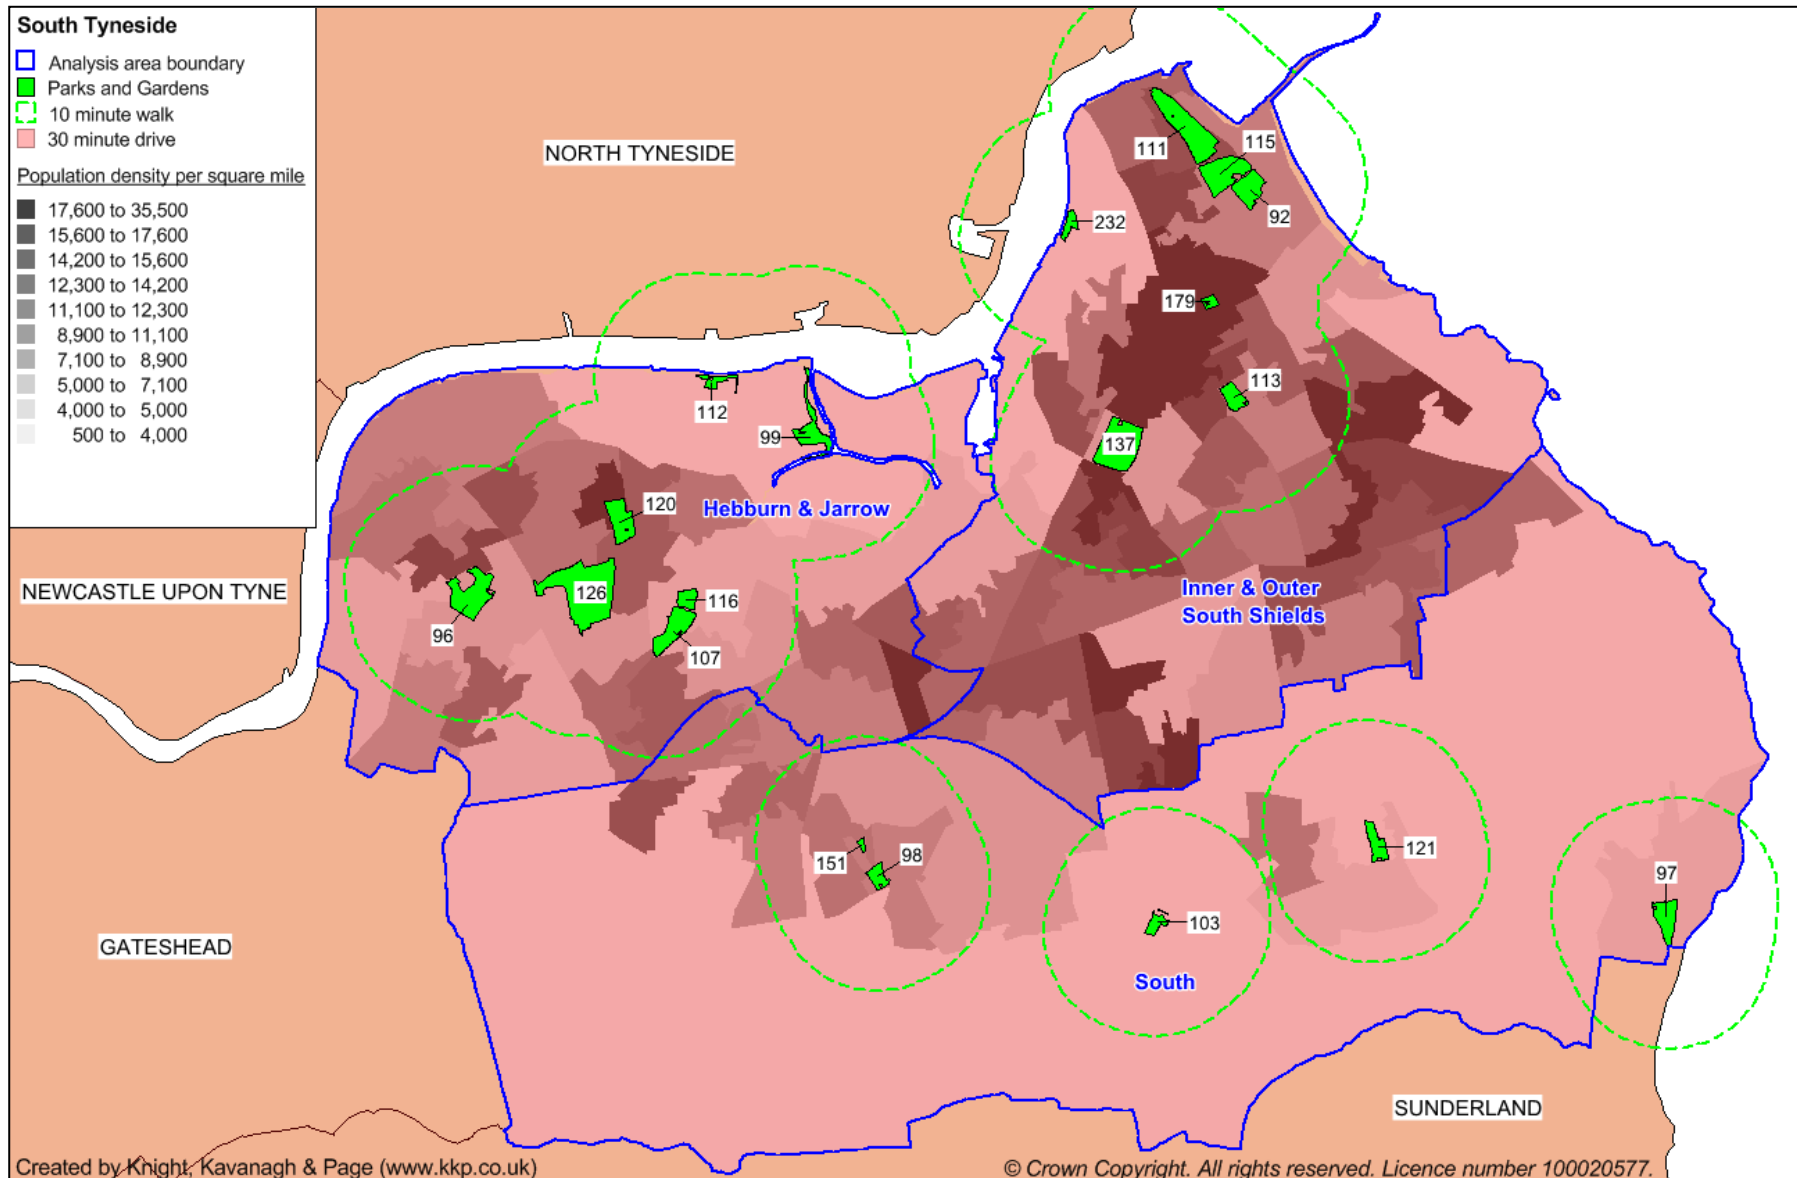 South Tyneside
Analysis area boundary
Parks and Gardens
10 minute walk
30 minute drive
Population density per square mile
17,600 to 35,500
15,600 to 17,600
14,200 to 15,600
12,300 to 14,200
11,100 to 12,300
8,900 to 11,100
7,100 to 8,900
5,000 to 7,100
4,000 to 5,000
500 to 4,000
NORTH TYNESIDE
111
115
92
232
179
113
137
112
99
120
Hebburn & Jarrow
NEWCASTLE UPON TYNE
126
116
96
107
Inner & Outer
South Shields
151
98
121
97
103
GATESHEAD
South
SUNDERLAND
Created by Knight, Kavanagh & Page (www.kkp.co.uk)
© Crown Copyright. All rights reserved. Licence number 100020577.